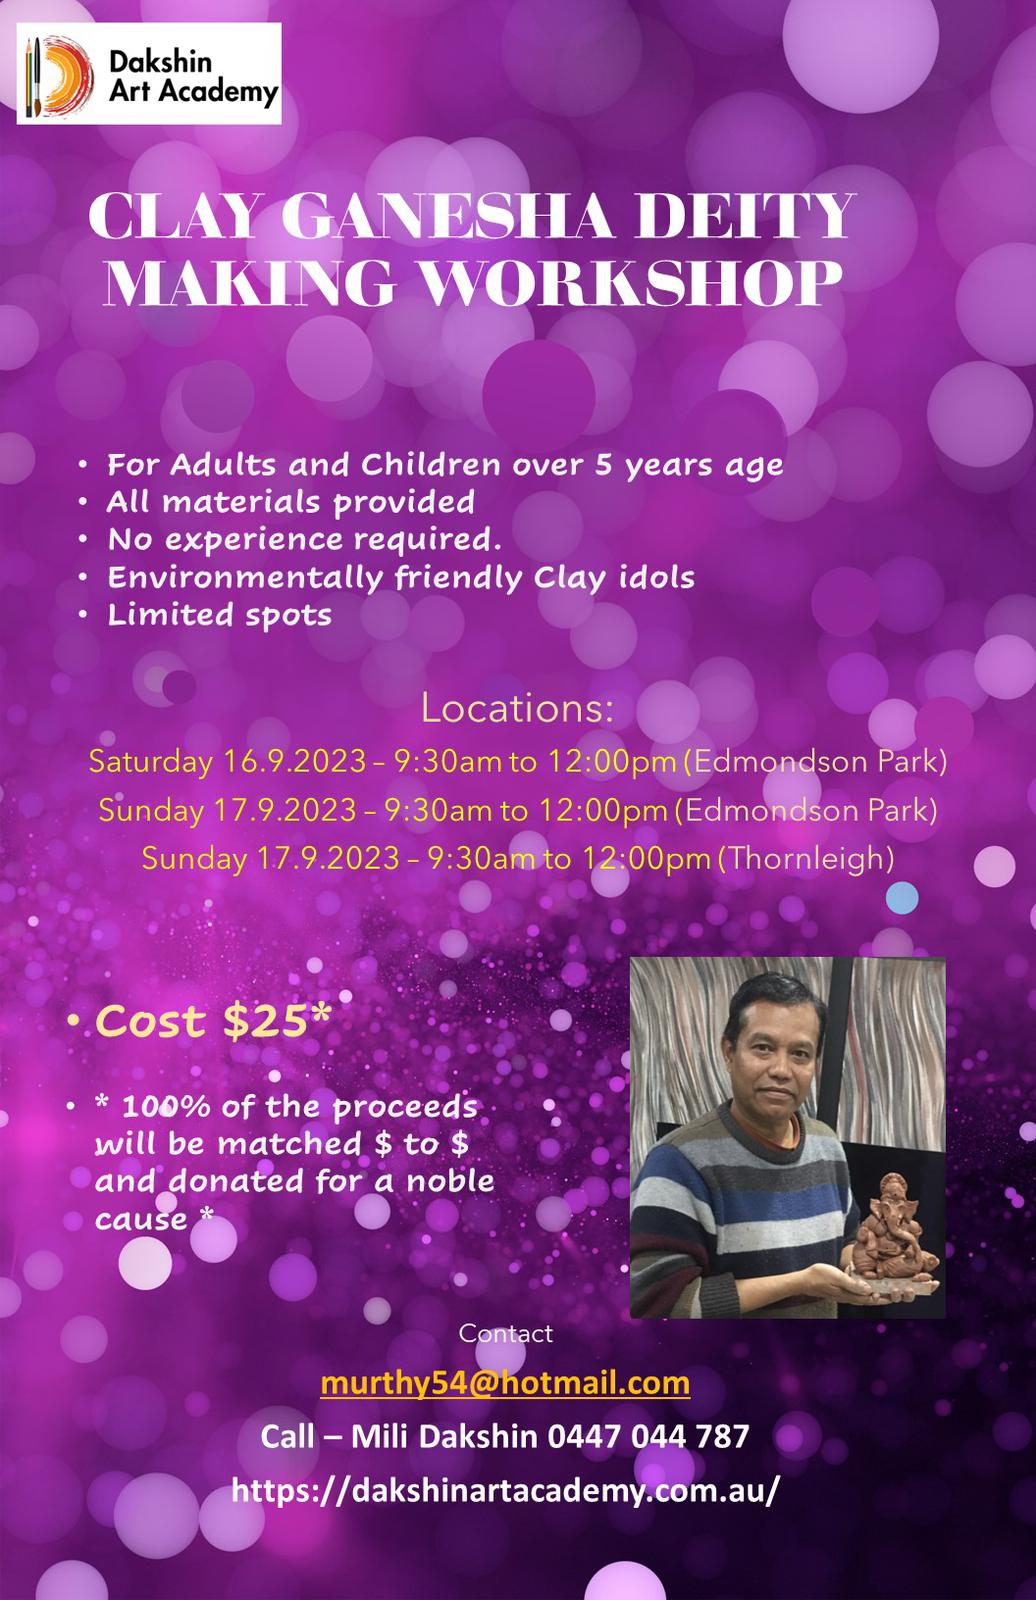 Dakshin
Art Academy
CLAY GANESHA DEITY
MAKING WORKSHOP
• For Adults and Children over 5 years age
• All materials provided
• No experience required.
• Environmentally friendly Clay idols
• Limited spots
Locations:
Saturday 16.9.2023 – 9:30am to 12:00pm (Edmondson Park)
Sunday 17.9.2023 – 9:30am to 12:00pm (Edmondson Park)
Sunday 17.9.2023 – 9:30am to 12:00pm (Thornleigh)
• Cost $25*
• * 100% of the proceeds
will be matched $ to $
and donated for a noble
cause *
Contact
murthy54@hotmail.com
Call – Mili Dakshin 0447 044 787
https://dakshinartacademy.com.au/